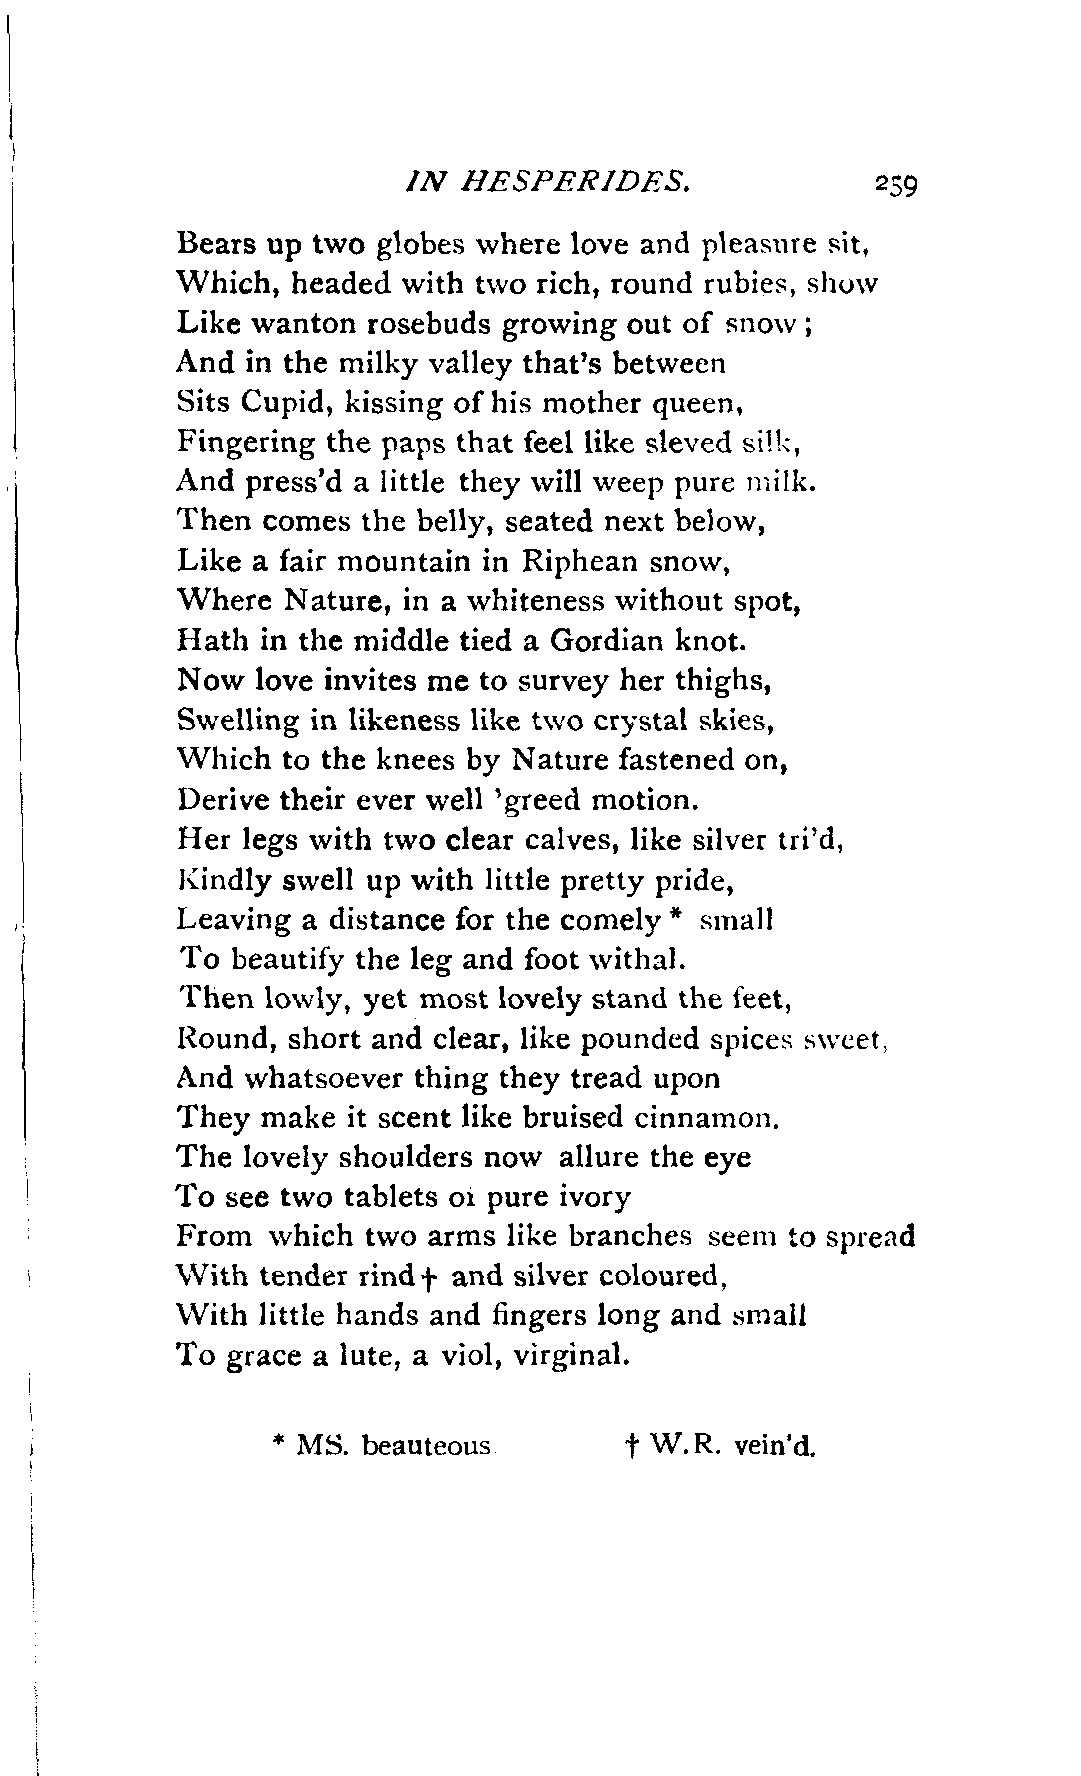 IN HESPERIDES. 259
Bears up two globes where love and pleasure sit,
Which, headed with two rich, round rubies, show
Like wanton rosebuds growing out of snow ;
And in the milky valley that's between
Sits Cupid, kissing of his mother queen,
Fingering the paps that feel like sleved silk,
And press'd a little they will weep pure milk.
Then comes the belly, seated next below,
Like a fair mountain in Riphean snow,
Where Nature, in a whiteness without spot,
Hath in the middle tied a Gordian knot.
Now love invites me to survey her thighs,
Swelling in likeness like two crystal skies,
Which to the knees by Nature fastened on,
Derive their ever well 'greed motion.
Her legs with two clear calves, like silver tri'd,
Kindly swell up with little pretty pride,
Leaving a distance for the comely * small
To beautify the leg and foot withal.
Then lowly, yet most lovely stand the feet,
Round, short and clear, like pounded spices sweet,
And whatsoever thing they tread upon
They make it scent like bruised cinnamon.
The lovely shoulders now allure the eye
To see two tablets of pure ivory
From which two arms like branches seem to spread
With tender rind † and silver coloured,
With little hands and fingers long and small
To grace a lute, a viol, virginal.
* MS. beauteous † W.R. vein'd.